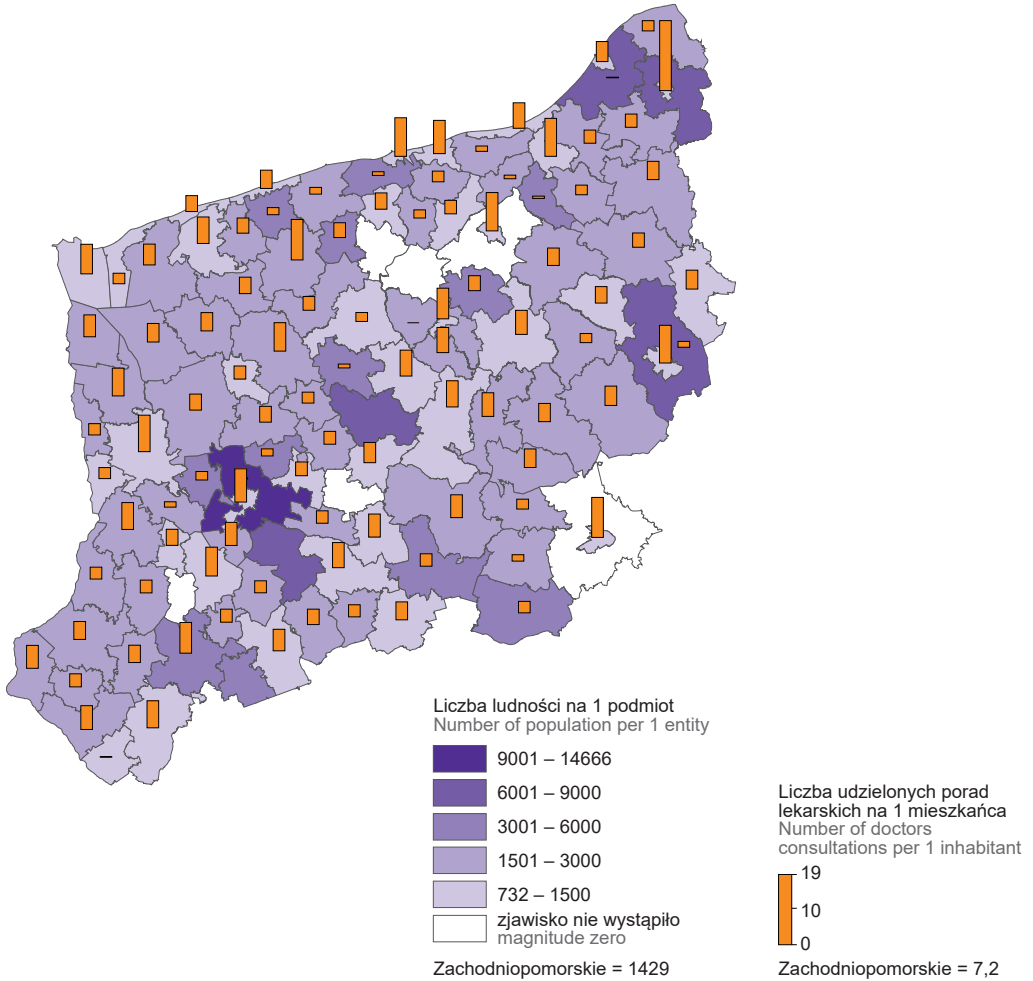 Liczba ludności na 1 podmiot
Number of population per 1 entity
9001 – 14666
6001 – 9000
3001 – 6000
1501 – 3000
732 – 1500
zjawisko nie wystąpiło
magnitude zero
Zachodniopomorskie = 1429
Liczba udzielonych porad
lekarskich na 1 mieszkańca
Number of doctors
consultations per 1 inhabitant
19
10
0
Zachodniopomorskie = 7,2